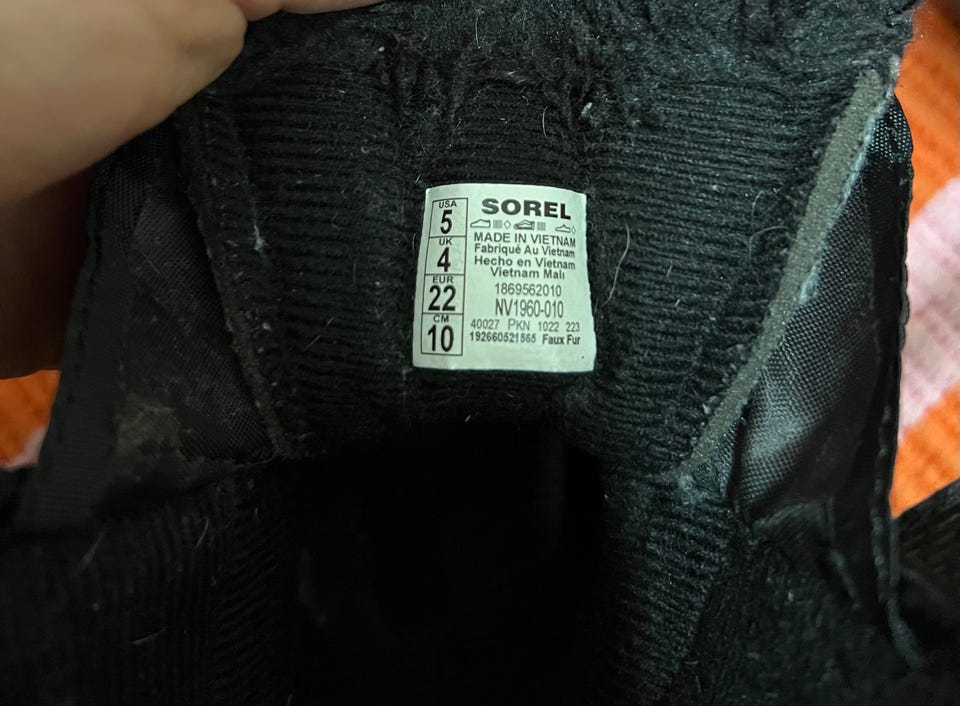 USA
5
UK
4
EUR
22
CM
10
SOREL
MADE IN VIETNAM
Fabriqué Au Vietnam
Hecho en Vietnam
Vietnam Malı
1869562010
NV1960-010
40027 PKN 1022 223
192660521565 Faux Fur